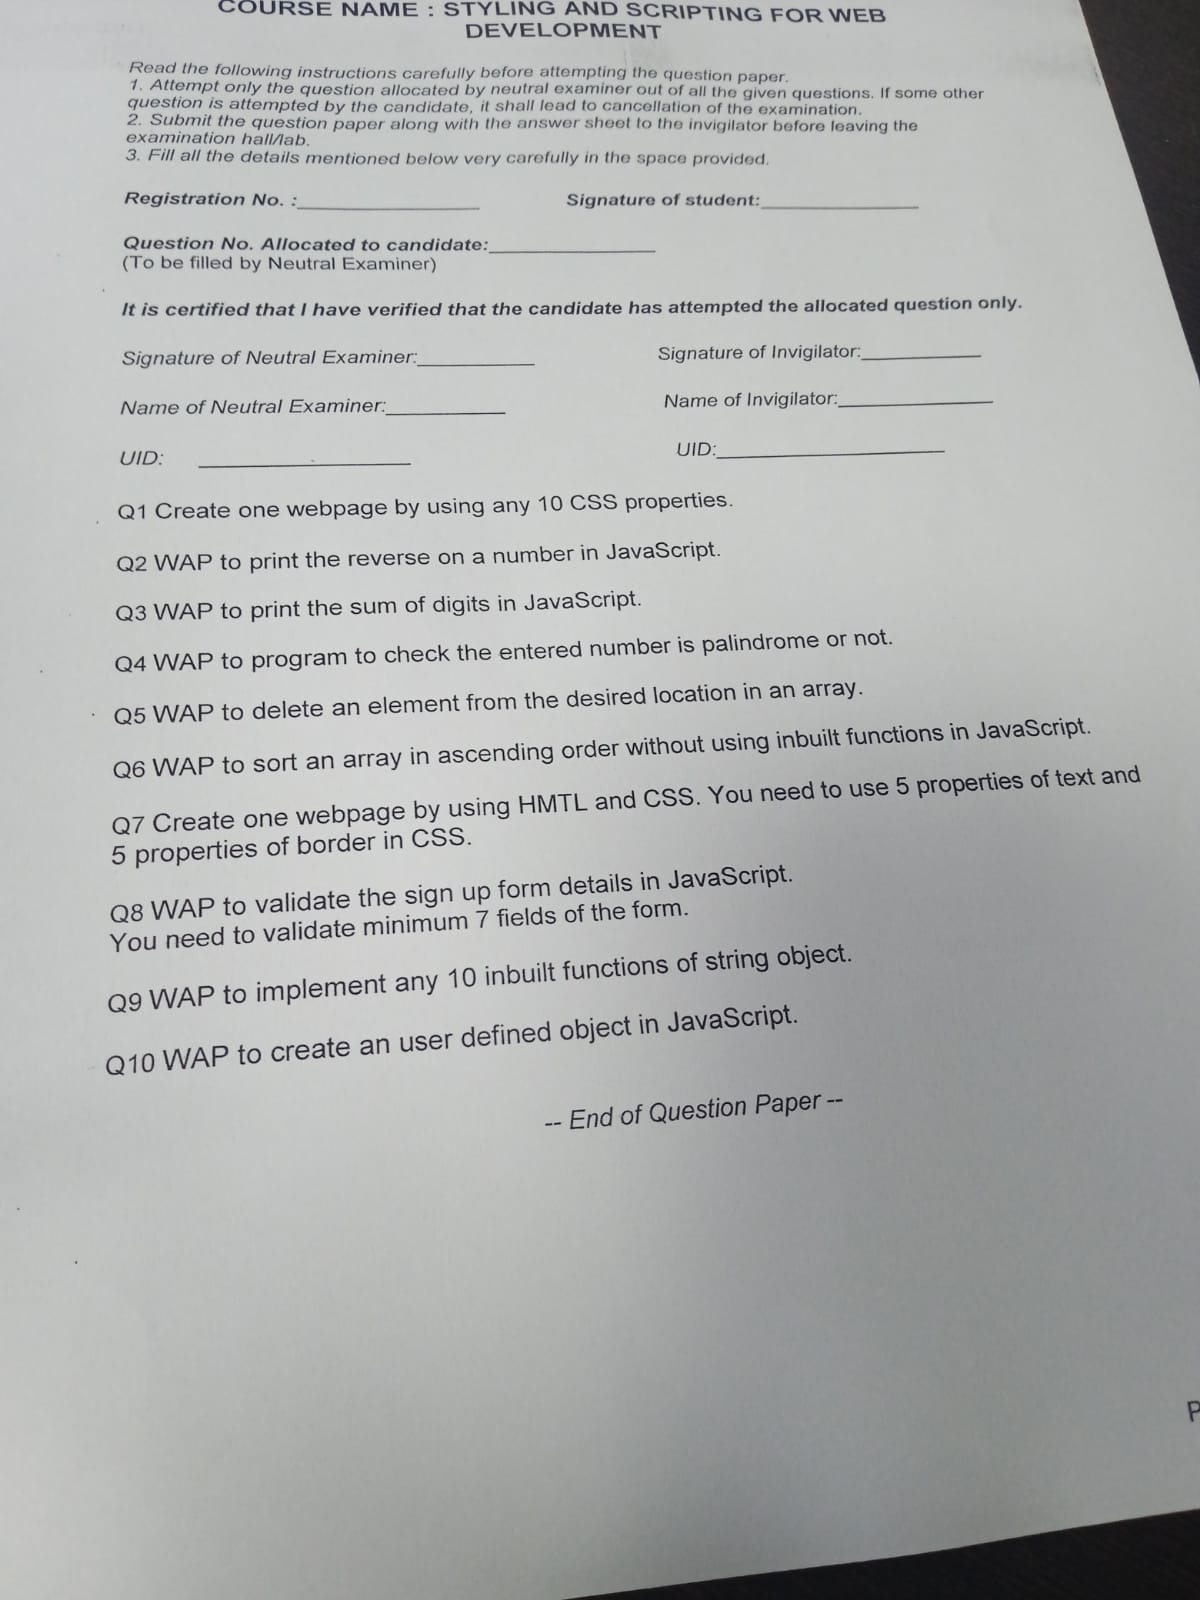 COURSE NAME : STYLING AND SCRIPTING FOR WEB
DEVELOPMENT
Read the following instructions carefully before attempting the question paper.
1. Attempt only the question allocated by neutral examiner out of all the given questions. If some other
question is attempted by the candidate, it shall lead to cancellation of the examination.
2. Submit the question paper along with the answer sheet to the invigilator before leaving the
examination hall/lab.
3. Fill all the details mentioned below very carefully in the space provided.
Registration No. :________________ Signature of student:______________
Question No. Allocated to candidate:_______________
(To be filled by Neutral Examiner)
It is certified that I have verified that the candidate has attempted the allocated question only.
Signature of Neutral Examiner:___________ Signature of Invigilator:___________
Name of Neutral Examiner:___________ Name of Invigilator:______________
UID: ____________________ UID:_____________________
Q1 Create one webpage by using any 10 CSS properties.
Q2 WAP to print the reverse on a number in JavaScript.
Q3 WAP to print the sum of digits in JavaScript.
Q4 WAP to program to check the entered number is palindrome or not.
Q5 WAP to delete an element from the desired location in an array.
Q6 WAP to sort an array in ascending order without using inbuilt functions in JavaScript.
Q7 Create one webpage by using HMTL and CSS. You need to use 5 properties of text and
5 properties of border in CSS.
Q8 WAP to validate the sign up form details in JavaScript.
You need to validate minimum 7 fields of the form.
Q9 WAP to implement any 10 inbuilt functions of string object.
Q10 WAP to create an user defined object in JavaScript.
-- End of Question Paper --
P